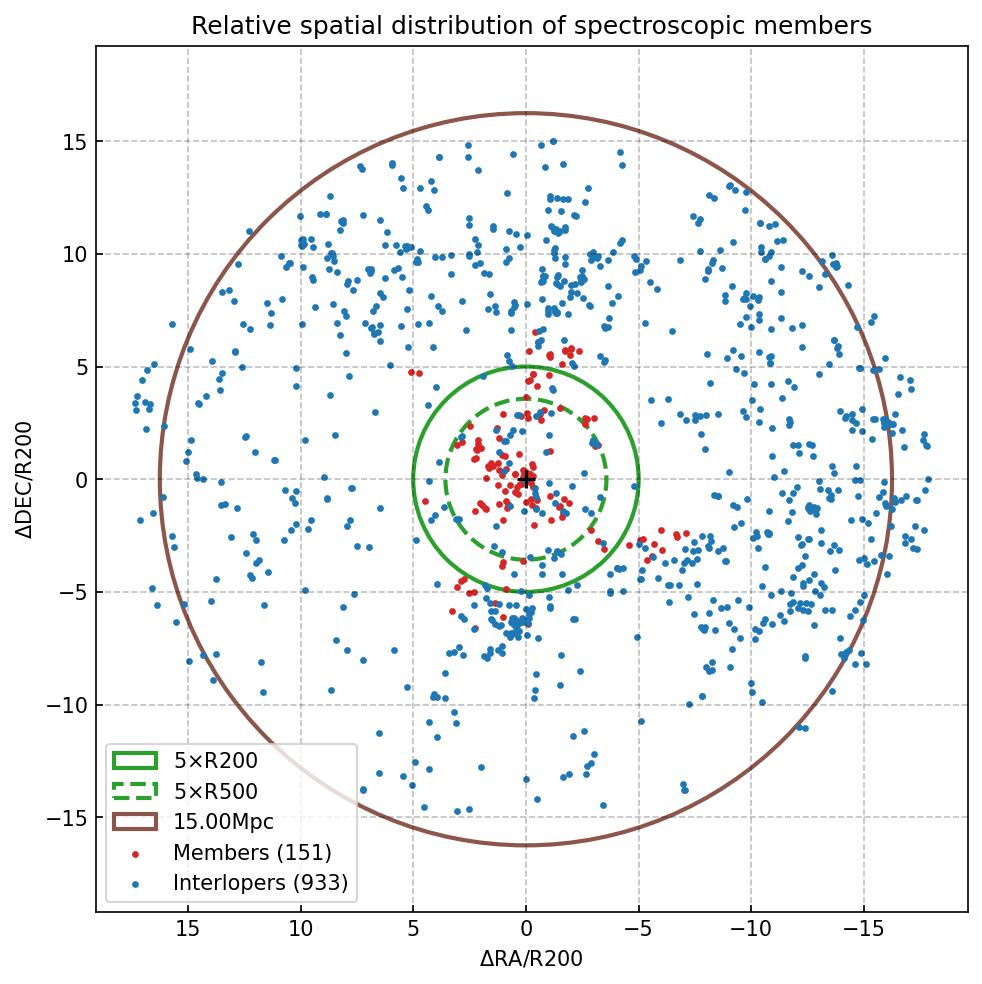 Relative spatial distribution of spectroscopic members
ΔDEC/R200
15
10
5
0
−5
−10
−15
5×R200
5×R500
15.00Mpc
Members (151)
Interlopers (933)
15 10 5 0 −5 −10 −15
ΔRA/R200